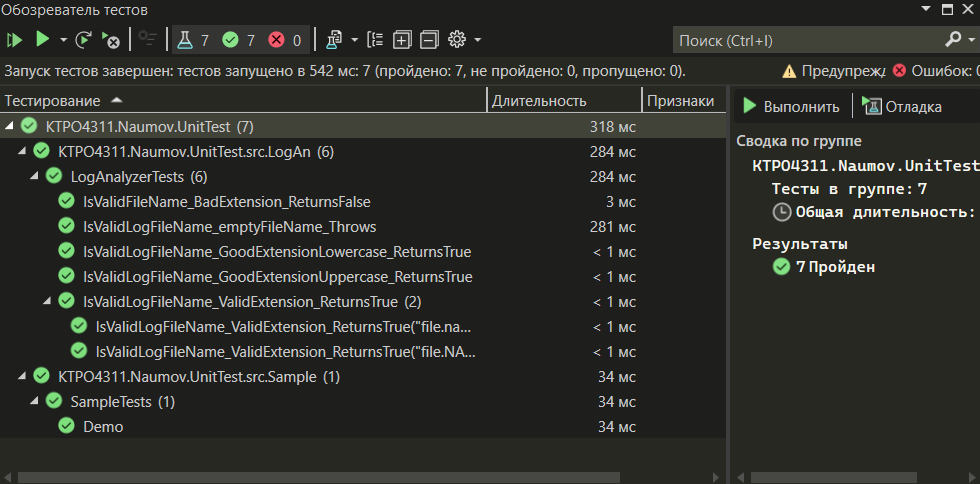 Обозреватель тестов
7 7 0
Поиск (Ctrl+I)
Запуск тестов завершен: тестов запущено в 542 мс: 7 (пройдено: 7, не пройдено: 0, пропущено: 0).
Предупрежд Ошибок: 0
Тестирование Длительность Признаки
KTPO4311.Naumov.UnitTest (7) 318 мс
KTPO4311.Naumov.UnitTest.src.LogAn (6) 284 мс
LogAnalyzerTests (6) 284 мс
IsValidFileName_BadExtension_ReturnsFalse 3 мс
IsValidLogFileName_emptyFileName_Throws 281 мс
IsValidLogFileName_GoodExtensionLowercase_ReturnsTrue < 1 мс
IsValidLogFileName_GoodExtensionUppercase_ReturnsTrue < 1 мс
IsValidLogFileName_ValidExtension_ReturnsTrue (2) < 1 мс
IsValidLogFileName_ValidExtension_ReturnsTrue("file.na... < 1 мс
IsValidLogFileName_ValidExtension_ReturnsTrue("file.NA... < 1 мс
KTPO4311.Naumov.UnitTest.src.Sample (1) 34 мс
SampleTests (1) 34 мс
Demo 34 мс
Выполнить Отладка
Сводка по группе
KTPO4311.Naumov.UnitTest
Тесты в группе: 7
Общая длительность:
Результаты
7 Пройден